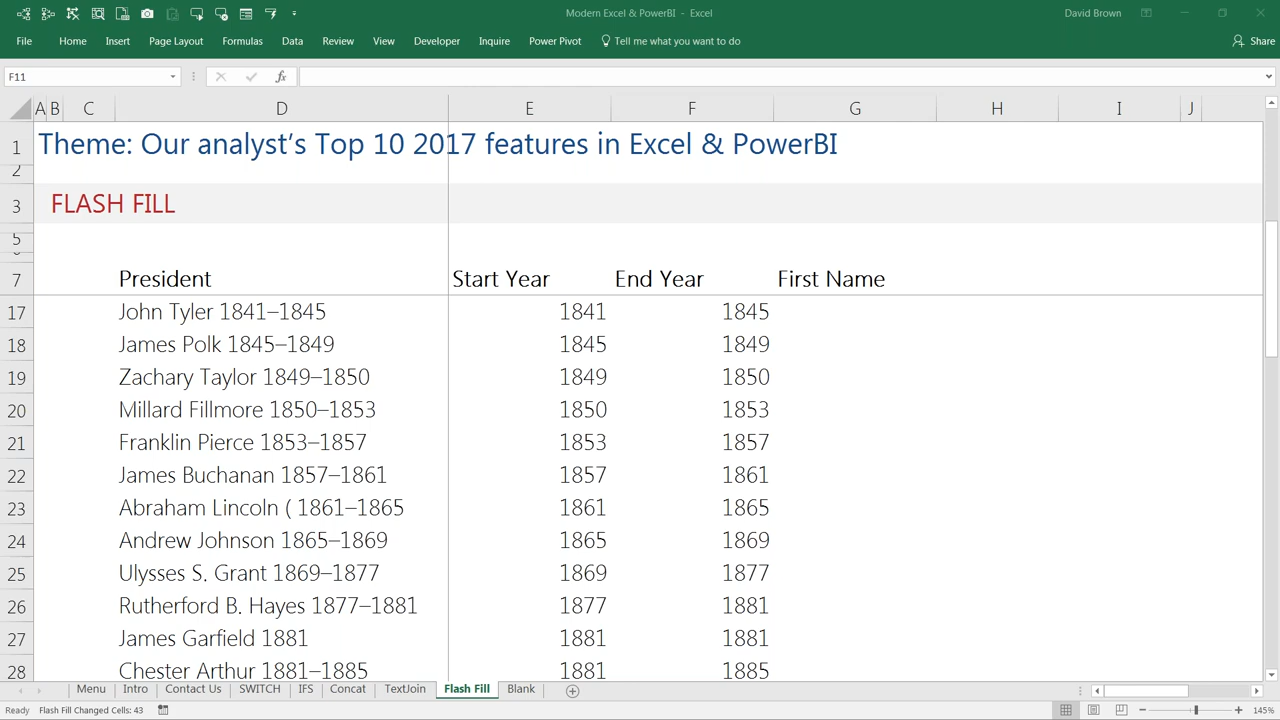 Modern Excel & PowerBI - Excel
David Brown
File Home Insert Page Layout Formulas Data Review View Developer Inquire Power Pivot Tell me what you want to do Share
F11 fx
A B C D E F G H I J
1 Theme: Our analyst’s Top 10 2017 features in Excel & PowerBI
2
3 FLASH FILL
5
7 President Start Year End Year First Name
17 John Tyler 1841–1845 1841 1845
18 James Polk 1845–1849 1845 1849
19 Zachary Taylor 1849–1850 1849 1850
20 Millard Fillmore 1850–1853 1850 1853
21 Franklin Pierce 1853–1857 1853 1857
22 James Buchanan 1857–1861 1857 1861
23 Abraham Lincoln ( 1861–1865 1861 1865
24 Andrew Johnson 1865–1869 1865 1869
25 Ulysses S. Grant 1869–1877 1869 1877
26 Rutherford B. Hayes 1877–1881 1877 1881
27 James Garfield 1881 1881 1881
28 Chester Arthur 1881–1885 1881 1885
Menu Intro Contact Us SWITCH IFS Concat TextJoin Flash Fill Blank
Ready Flash Fill Changed Cells: 43 145%